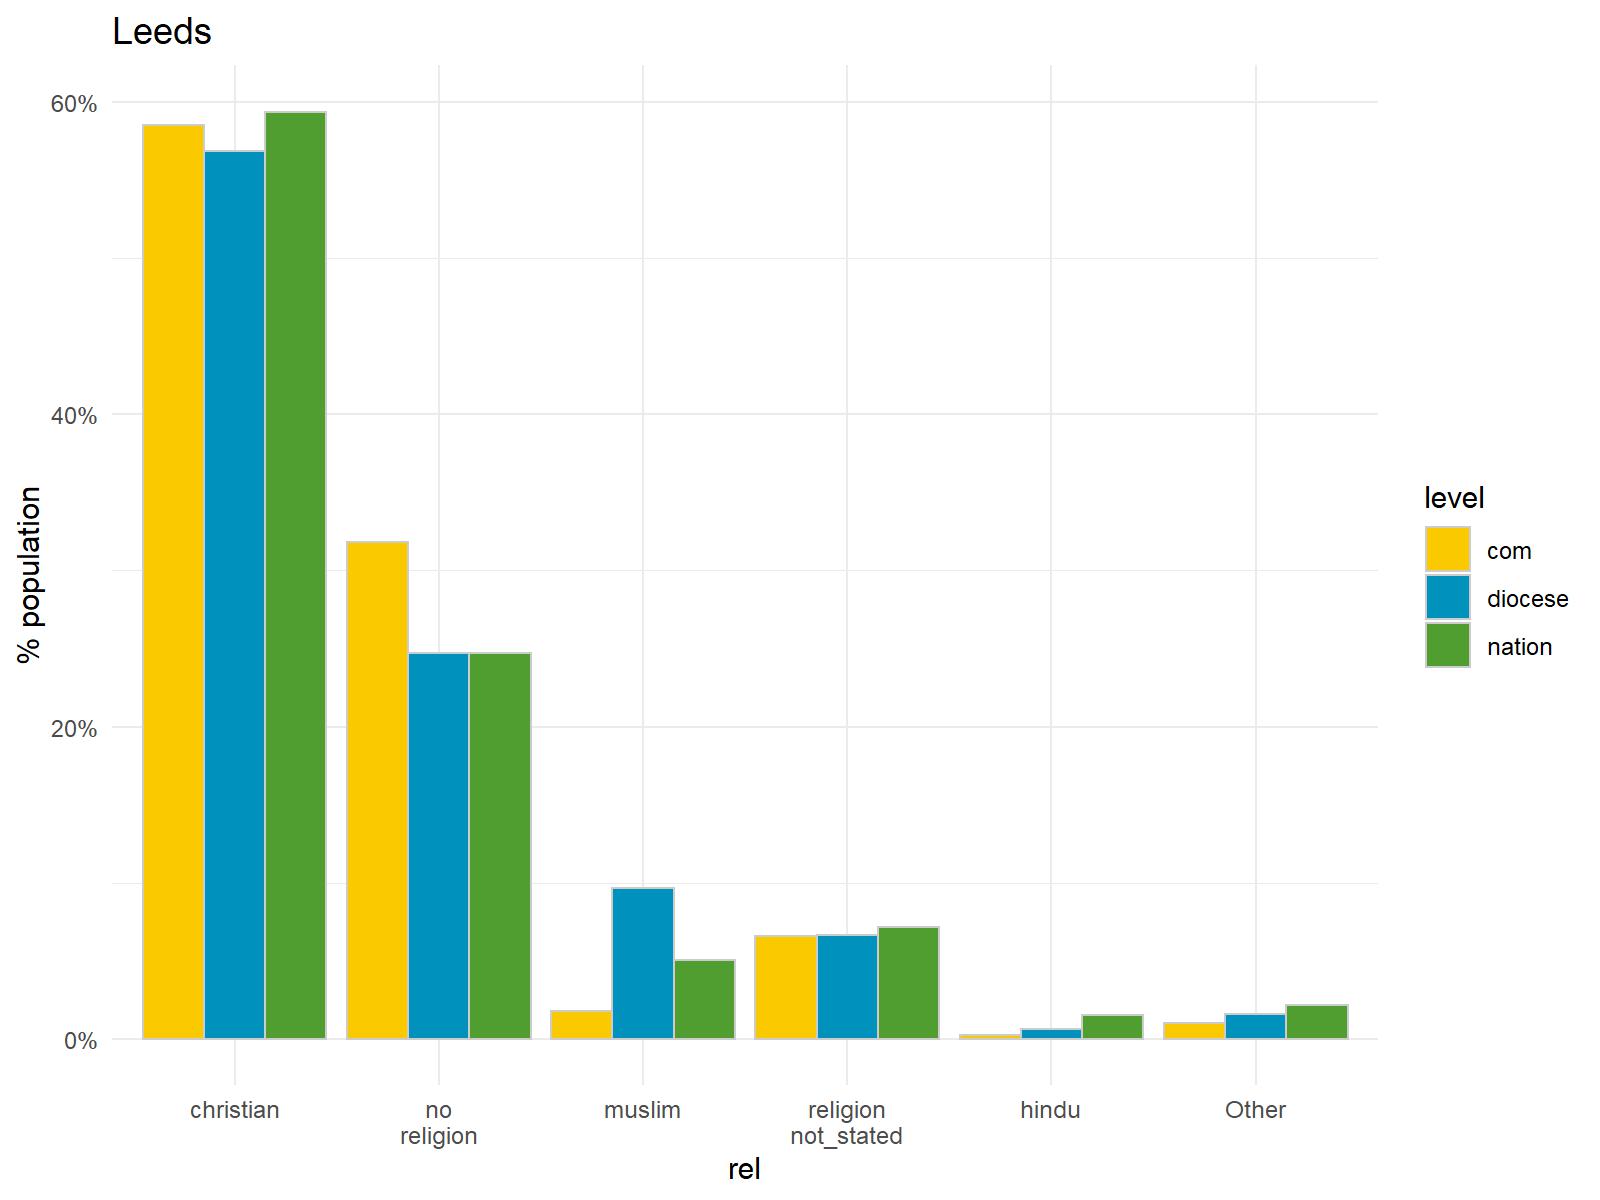 Leeds
60%
40%
20%
0%
% population
christian
no
religion
muslim
religion
not_stated
hindu
Other
rel
level
com
diocese
nation